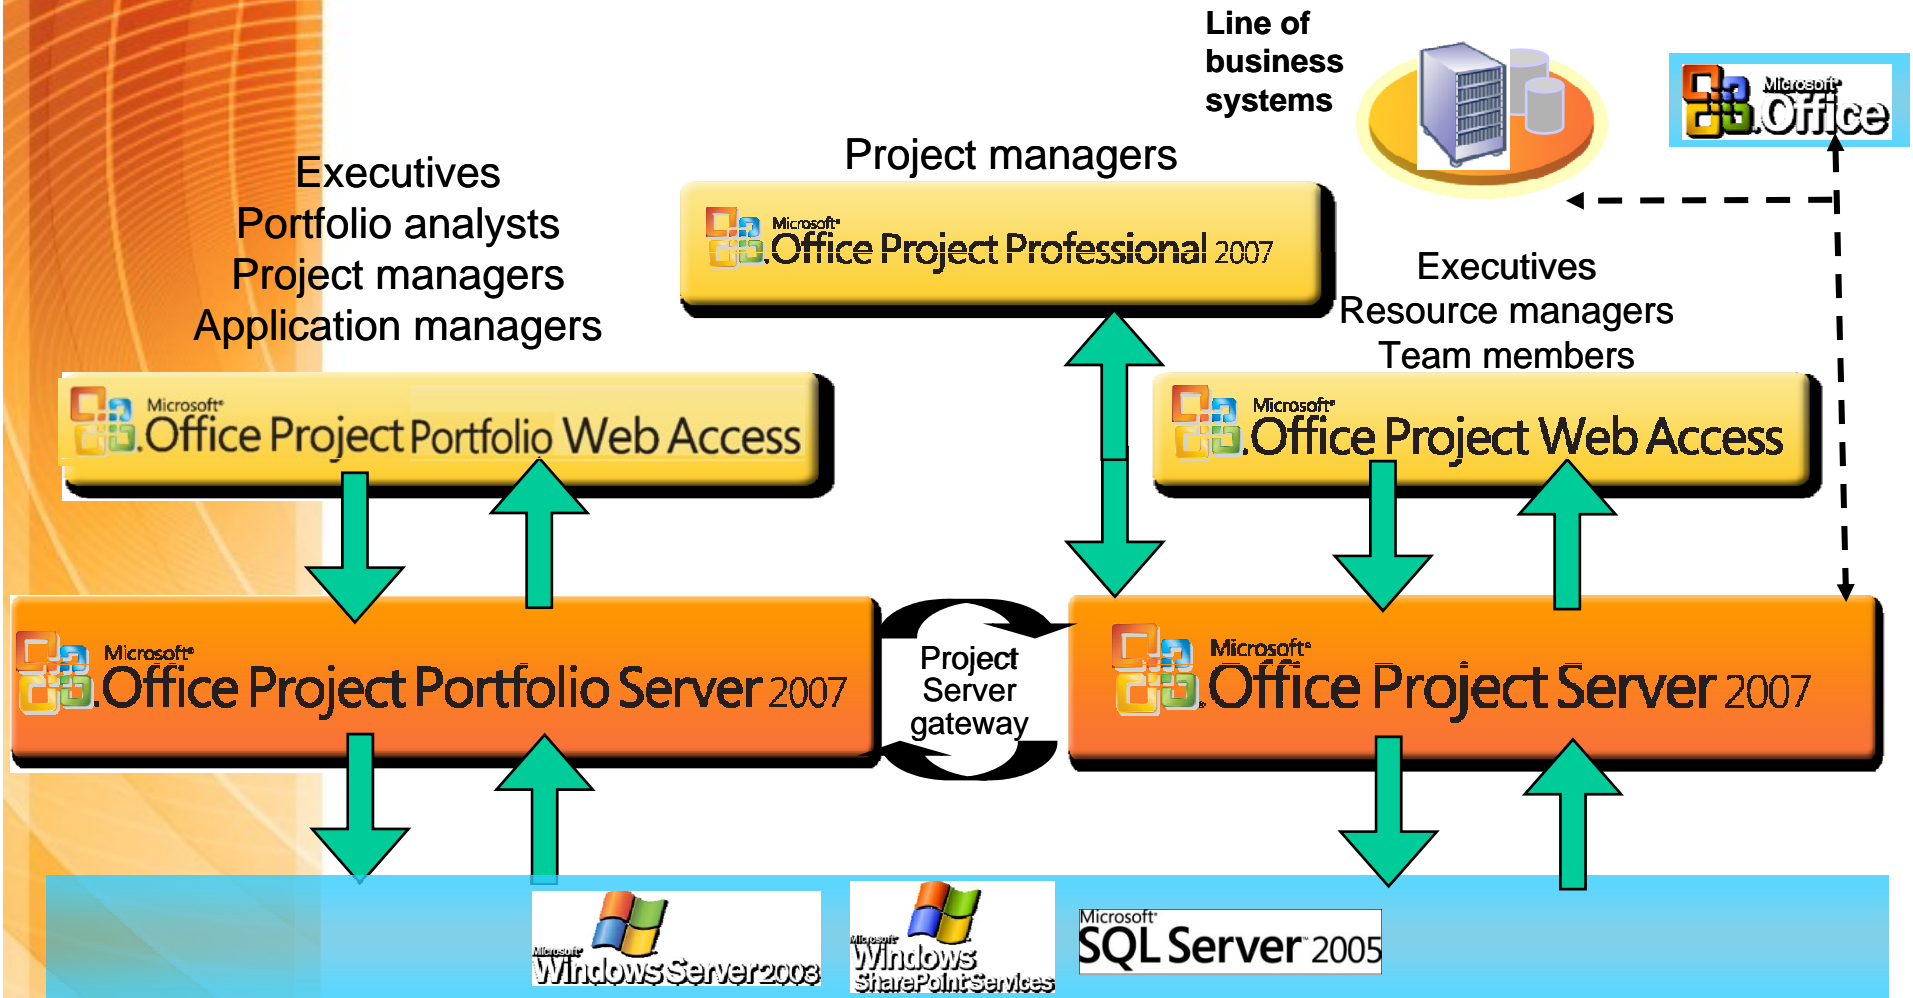 Line of
business
systems
Microsoft®
Office
Project managers
Executives
Portfolio analysts
Project managers
Application managers
Microsoft®
Office Project Professional 2007
Executives
Resource managers
Team members
Microsoft®
Office Project Portfolio Web Access
Microsoft®
Office Project Web Access
Microsoft®
Office Project Portfolio Server 2007
Project
Server
gateway
Microsoft®
Office Project Server 2007
Microsoft®
Windows Server 2003
Microsoft®
Windows
SharePoint Services
Microsoft®
SQL Server™ 2005